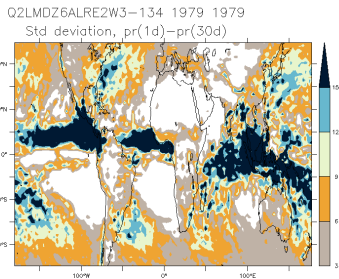 Q2LMDZ6ALRE2W3-134 1979 1979
Std deviation, pr(1d)-pr(30d)
15
12
9
6
3
0°
100°W
0°
100°E